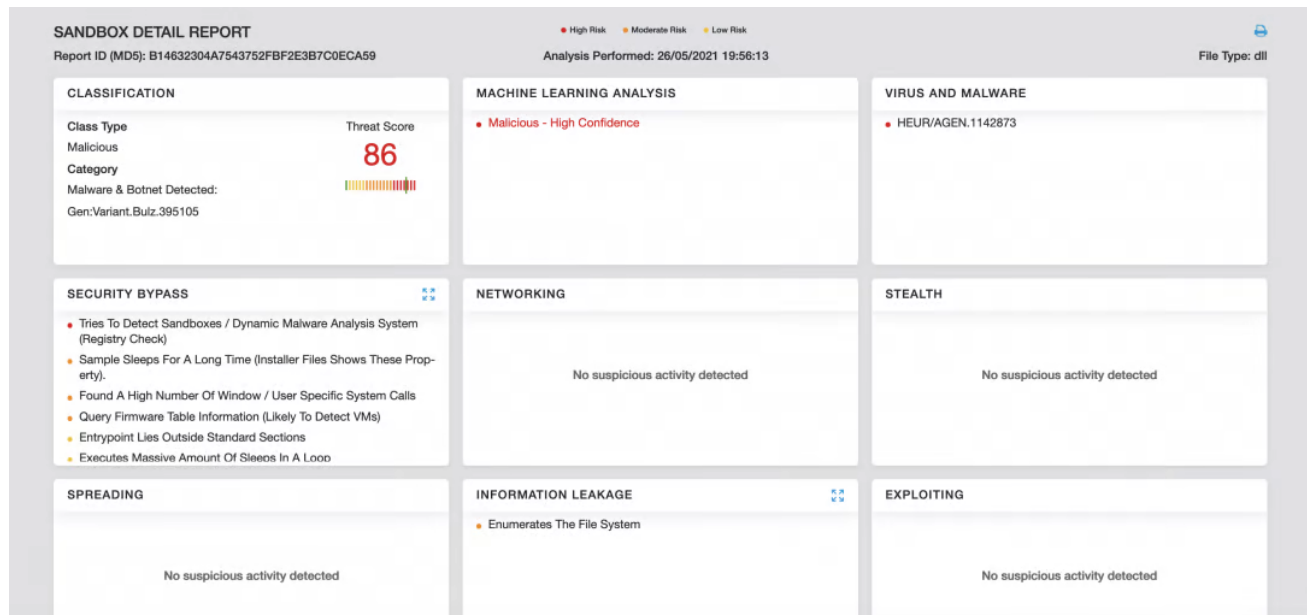 SANDBOX DETAIL REPORT
High Risk Moderate Risk Low Risk
Report ID (MD5): B14632304A7543752FBF2E3B7C0ECA59
Analysis Performed: 26/05/2021 19:56:13
File Type: dll
CLASSIFICATION
Class Type
Malicious
Category
Malware & Botnet Detected:
Gen:Variant.Bulz.395105
Threat Score
86
MACHINE LEARNING ANALYSIS
Malicious - High Confidence
VIRUS AND MALWARE
HEUR/AGEN.1142873
SECURITY BYPASS
Tries To Detect Sandboxes / Dynamic Malware Analysis System
(Registry Check)
Sample Sleeps For A Long Time (Installer Files Shows These Prop-
erty).
Found A High Number Of Window / User Specific System Calls
Query Firmware Table Information (Likely To Detect VMs)
Entrypoint Lies Outside Standard Sections
Executes Massive Amount Of Sleeps In A Loop
NETWORKING
No suspicious activity detected
STEALTH
No suspicious activity detected
SPREADING
No suspicious activity detected
INFORMATION LEAKAGE
Enumerates The File System
EXPLOITING
No suspicious activity detected